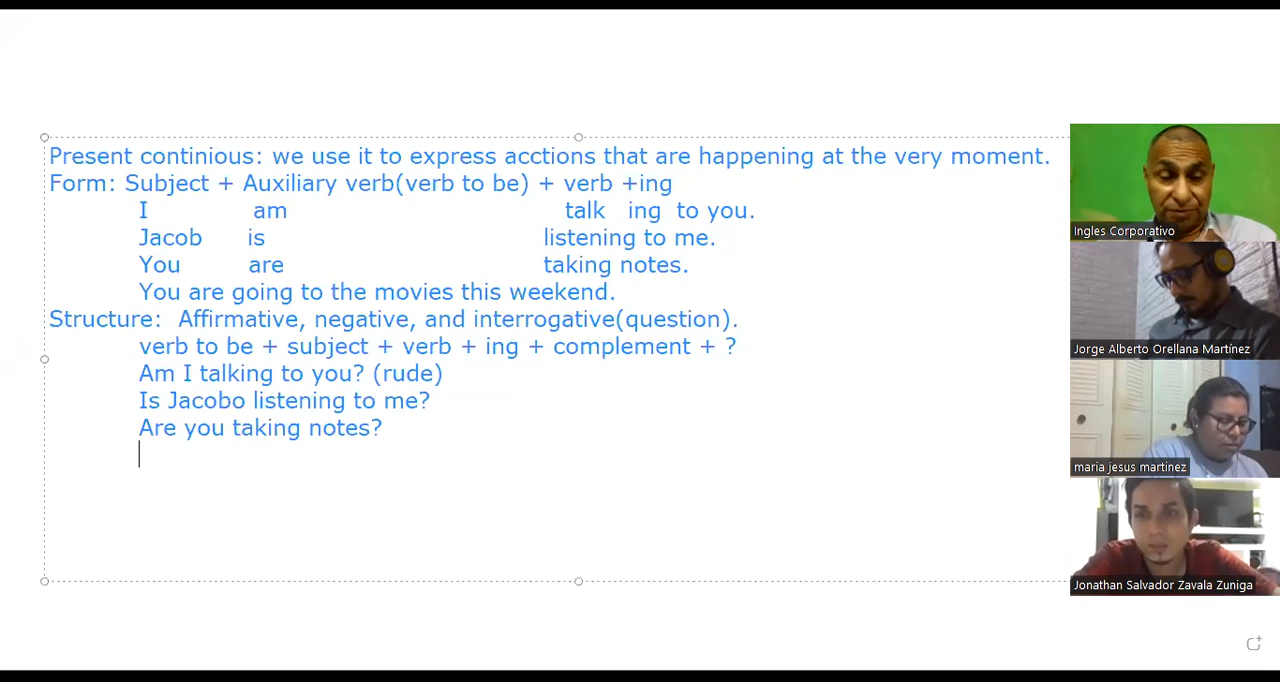 Present continious: we use it to express acctions that are happening at the very moment.
Form: Subject + Auxiliary verb(verb to be) + verb +ing
I am talk ing to you.
Jacob is listening to me.
You are taking notes.
You are going to the movies this weekend.
Structure: Affirmative, negative, and interrogative(question).
verb to be + subject + verb + ing + complement + ?
Am I talking to you? (rude)
Is Jacobo listening to me?
Are you taking notes?
Ingles Corporativo
Jorge Alberto Orellana Martínez
maria jesus martinez
Jonathan Salvador Zavala Zuniga